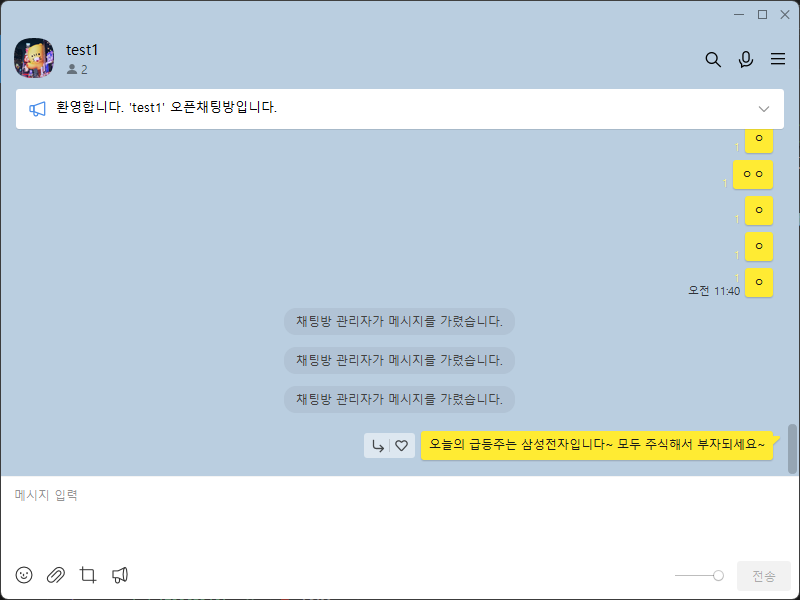 test1
2
환영합니다. 'test1' 오픈채팅방입니다.
1 ㅇ
1 ㅇㅇ
1 ㅇ
1 ㅇ
1
오전 11:40 ㅇ
채팅방 관리자가 메시지를 가렸습니다.
채팅방 관리자가 메시지를 가렸습니다.
채팅방 관리자가 메시지를 가렸습니다.
오늘의 급등주는 삼성전자입니다~ 모두 주식해서 부자되세요~
메시지 입력
전송